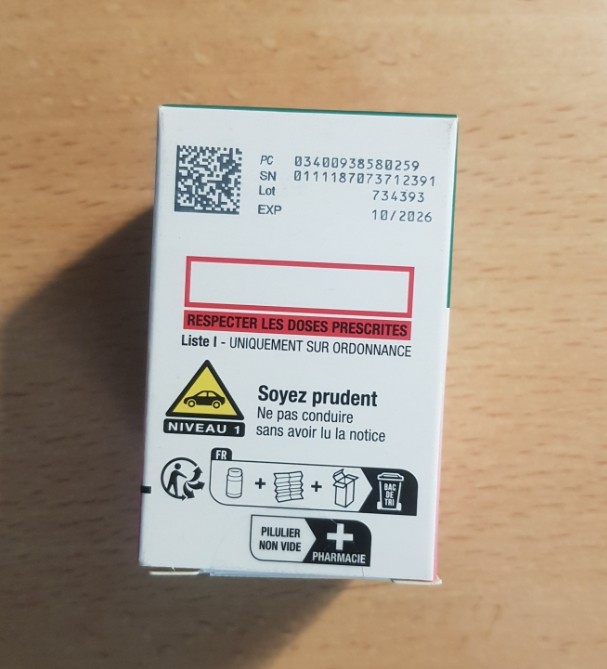 PC 03400938580259
SN 0111187073712391
Lot 734393
EXP 10/2026
RESPECTER LES DOSES PRESCRITES
Liste I - UNIQUEMENT SUR ORDONNANCE
Soyez prudent
Ne pas conduire
sans avoir lu la notice
NIVEAU 1
FR
BAC
DE
TRI
PILULIER
NON VIDE
PHARMACIE